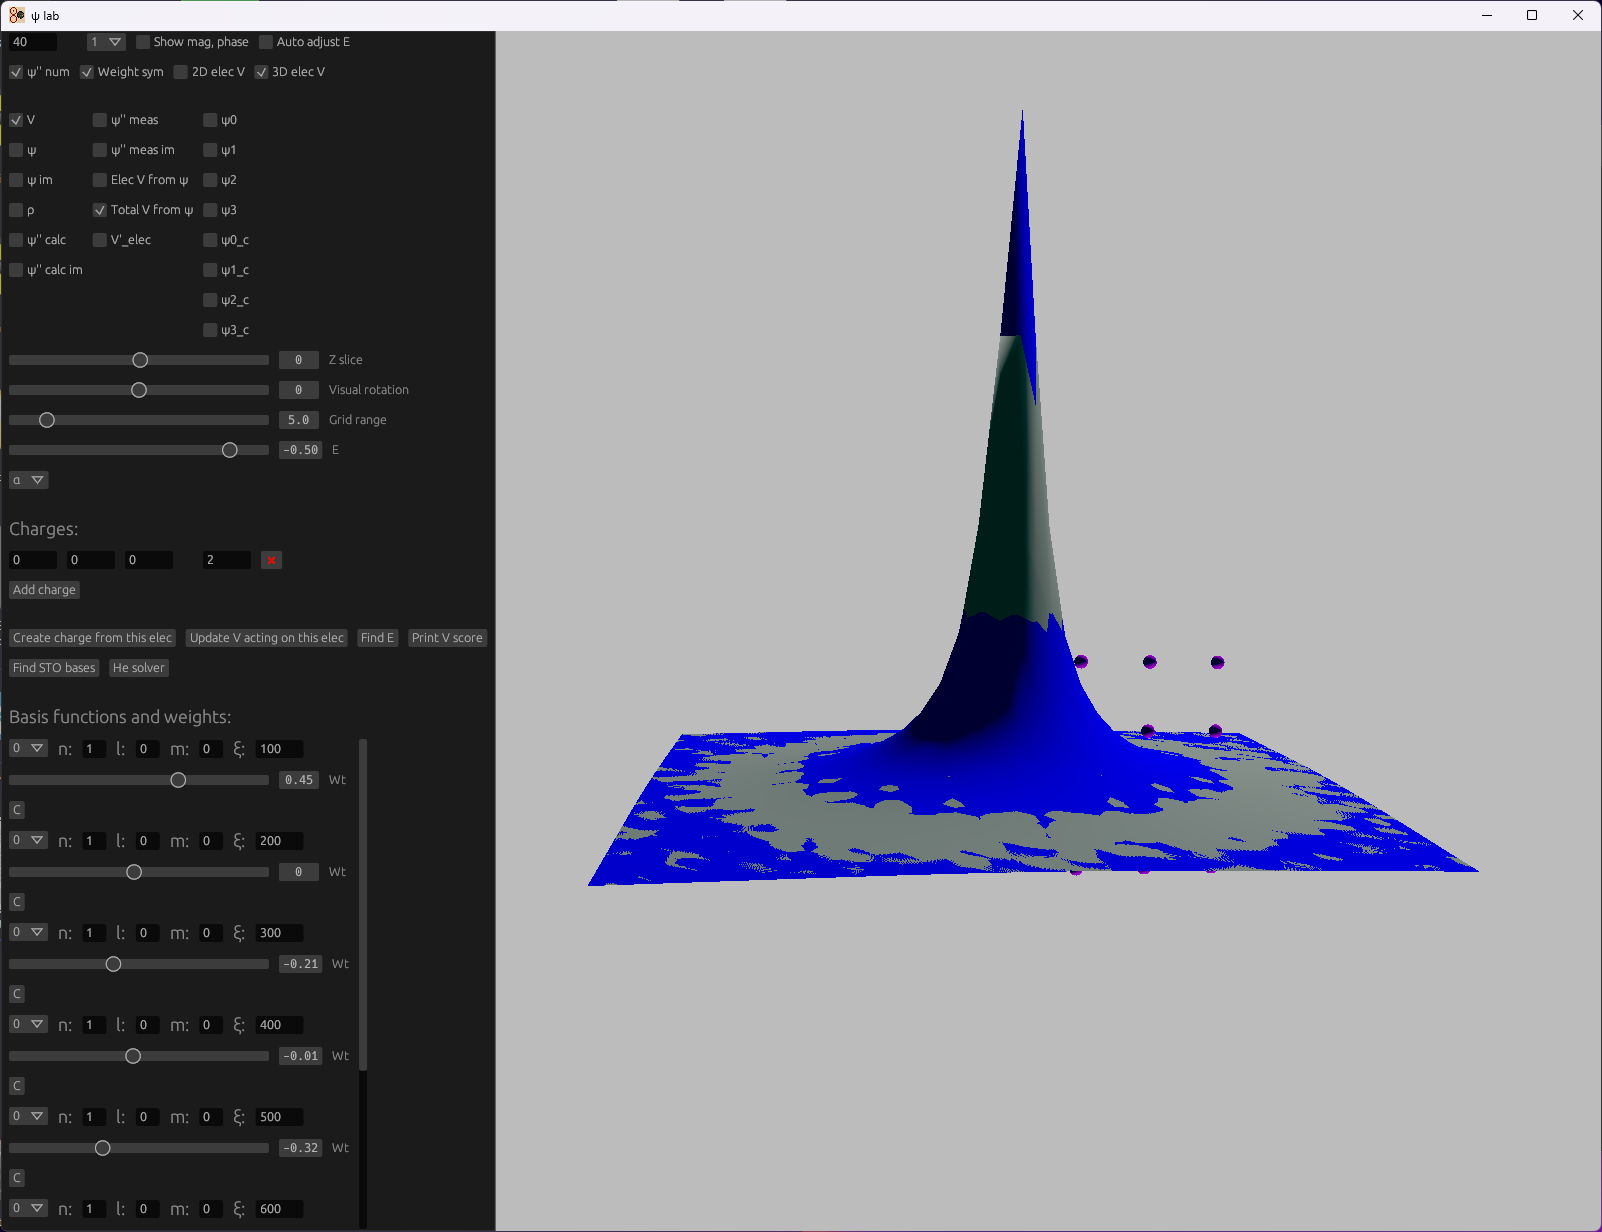 ψ lab
40 1 Show mag, phase Auto adjust E
ψ'' num Weight sym 2D elec V 3D elec V
V ψ'' meas ψ0
ψ ψ'' meas im ψ1
ψ im Elec V from ψ ψ2
ρ Total V from ψ ψ3
ψ'' calc V'_elec ψ0_c
ψ'' calc im ψ1_c
ψ2_c
ψ3_c
0 Z slice
0 Visual rotation
5.0 Grid range
-0.50 E
α
Charges:
0 0 0 2
Add charge
Create charge from this elec Update V acting on this elec Find E Print V score
Find STO bases He solver
Basis functions and weights:
0 n: 1 l: 0 m: 0 ξ: 100
0.45 Wt
C
0 n: 1 l: 0 m: 0 ξ: 200
0 Wt
C
0 n: 1 l: 0 m: 0 ξ: 300
-0.21 Wt
C
0 n: 1 l: 0 m: 0 ξ: 400
-0.01 Wt
C
0 n: 1 l: 0 m: 0 ξ: 500
-0.32 Wt
C
0 n: 1 l: 0 m: 0 ξ: 600